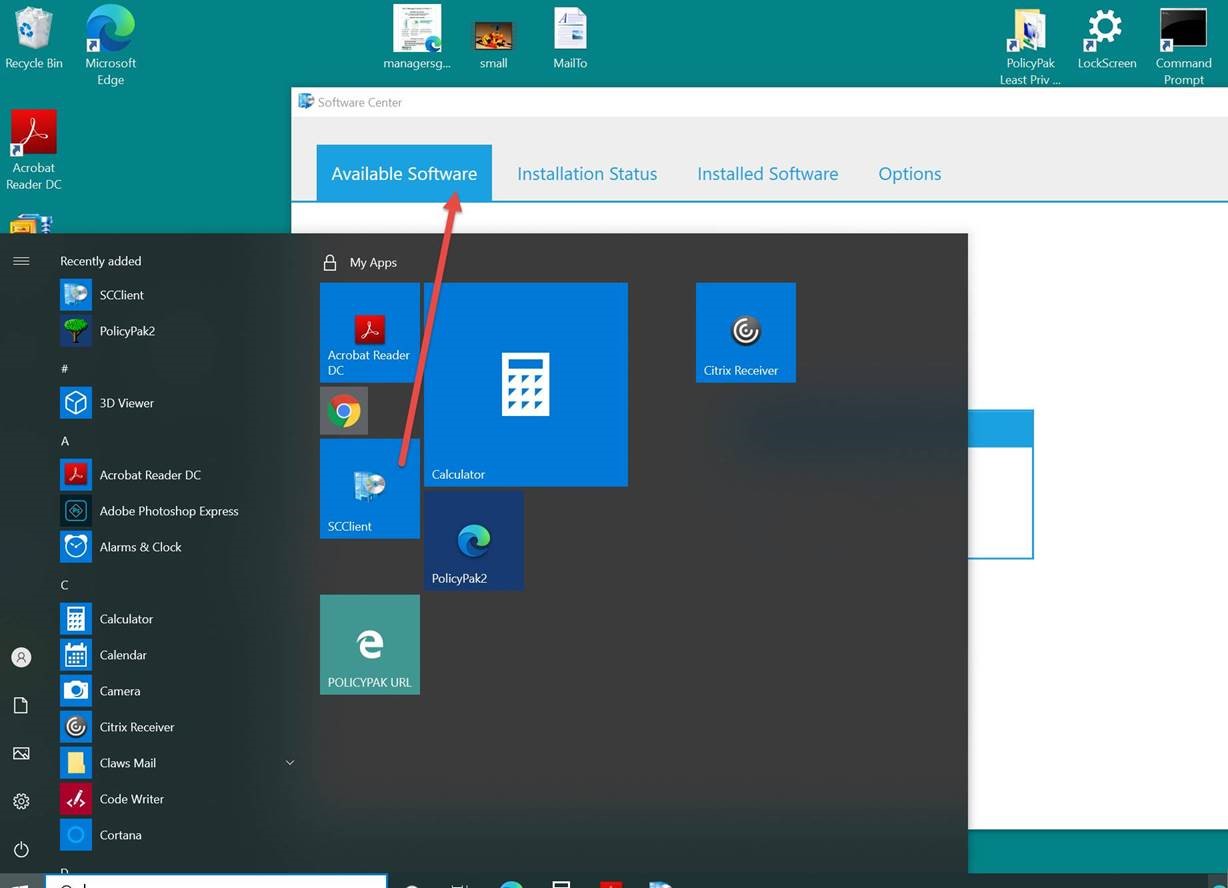 Recycle Bin
Microsoft
Edge
managersg...
small
MailTo
PolicyPak
Least Priv ...
LockScreen
Command
Prompt
Acrobat
Reader DC
Software Center
Available Software
Installation Status
Installed Software
Options
Recently added
SCClient
PolicyPak2
#
3D Viewer
A
Acrobat Reader DC
Adobe Photoshop Express
Alarms & Clock
C
Calculator
Calendar
Camera
Citrix Receiver
Claws Mail
Code Writer
Cortana
My Apps
Acrobat Reader
DC
Calculator
Citrix Receiver
SCClient
PolicyPak2
POLICYPAK URL